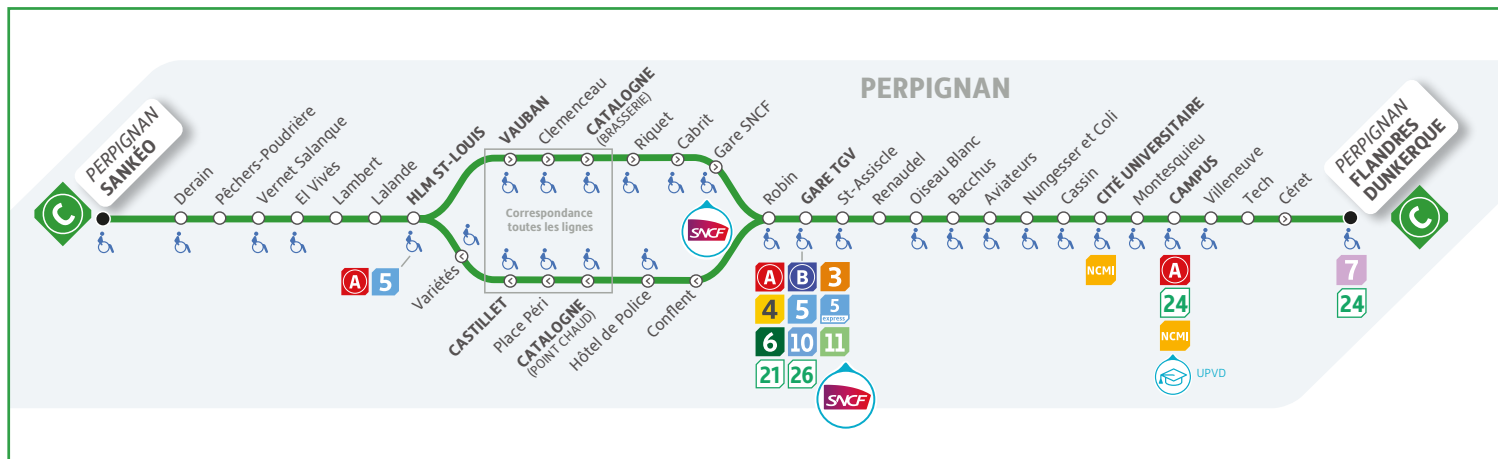 PERPIGNAN
C
PERPIGNAN
SANKÉO
Derain
Pêchers-Poudrière
Vernet Salanque
El Vivès
Lambert
Lalande
HLM ST-LOUIS
A
5
VAUBAN
Clemenceau
CATALOGNE
(BRASSERIE)
Riquet
Cabrit
Gare SNCF
SNCF
Correspondance
toutes les lignes
Variétés
CASTILLET
Place Péri
CATALOGNE
(POINT CHAUD)
Hôtel de Police
Conflent
Robin
GARE TGV
A
B
3
4
5
5
express
6
10
11
21
26
SNCF
St-Assiscle
Renaudel
Oiseau Blanc
Bacchus
Aviateurs
Nungesser et Coli
Cassin
CITÉ UNIVERSITAIRE
NCMI
Montesquieu
CAMPUS
A
24
NCMI
UPVD
Villeneuve
Tech
Céret
PERPIGNAN
FLANDRES
DUNKERQUE
C
7
24